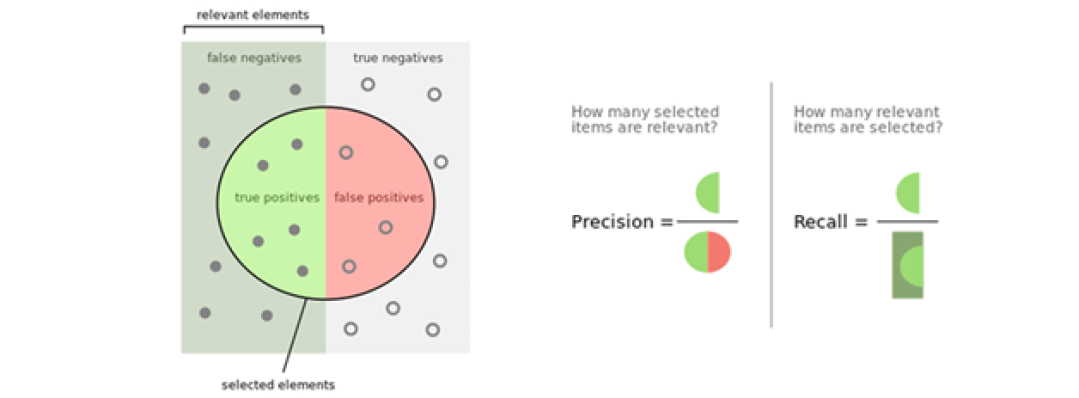 relevant elements
false negatives
true negatives
true positives
false positives
selected elements
How many selected
items are relevant?
Precision =
How many relevant
items are selected?
Recall =